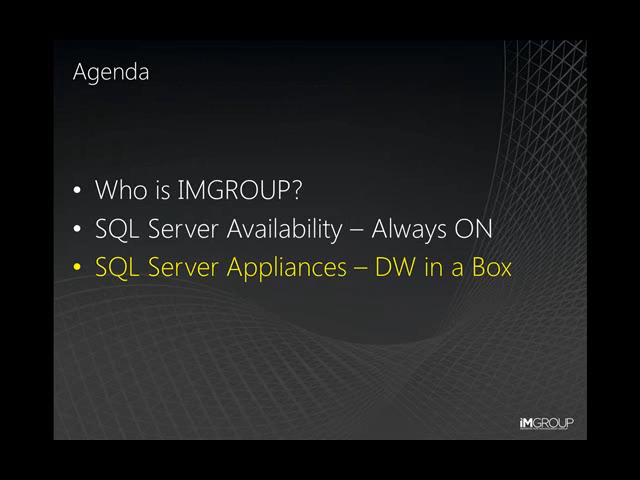 Agenda
• Who is IMGROUP?
• SQL Server Availability – Always ON
• SQL Server Appliances – DW in a Box
iMGROUP